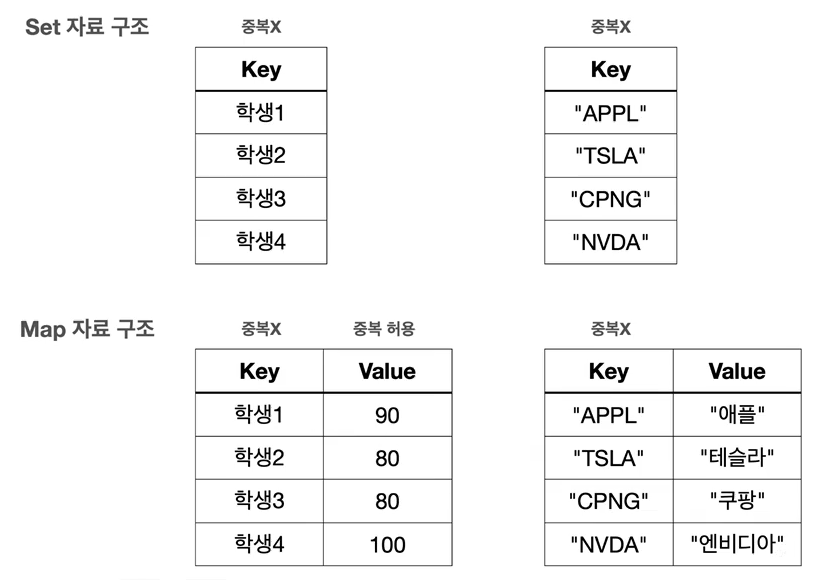 Set 자료 구조
중복X
중복X
Key
Key
학생1
"APPL"
학생2
"TSLA"
학생3
"CPNG"
학생4
"NVDA"
Map 자료 구조
중복X
중복 허용
중복X
Key Value
Key Value
학생1 90
"APPL" "애플"
학생2 80
"TSLA" "테슬라"
학생3 80
"CPNG" "쿠팡"
학생4 100
"NVDA" "엔비디아"